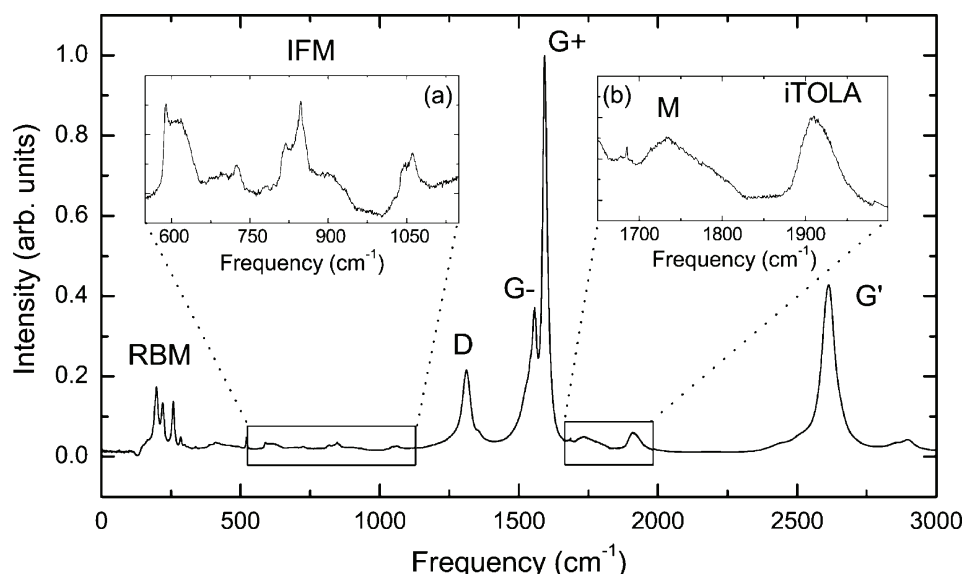 IFM
G+
(a)
600 750 900 1050
Frequency (cm⁻¹)
(b)
M
iTOLA
1700 1800 1900
Frequency (cm⁻¹)
1.0
0.8
0.6
0.4
0.2
0.0
Intensity (arb. units)
RBM
D
G-
G'
0 500 1000 1500 2000 2500 3000
Frequency (cm⁻¹)